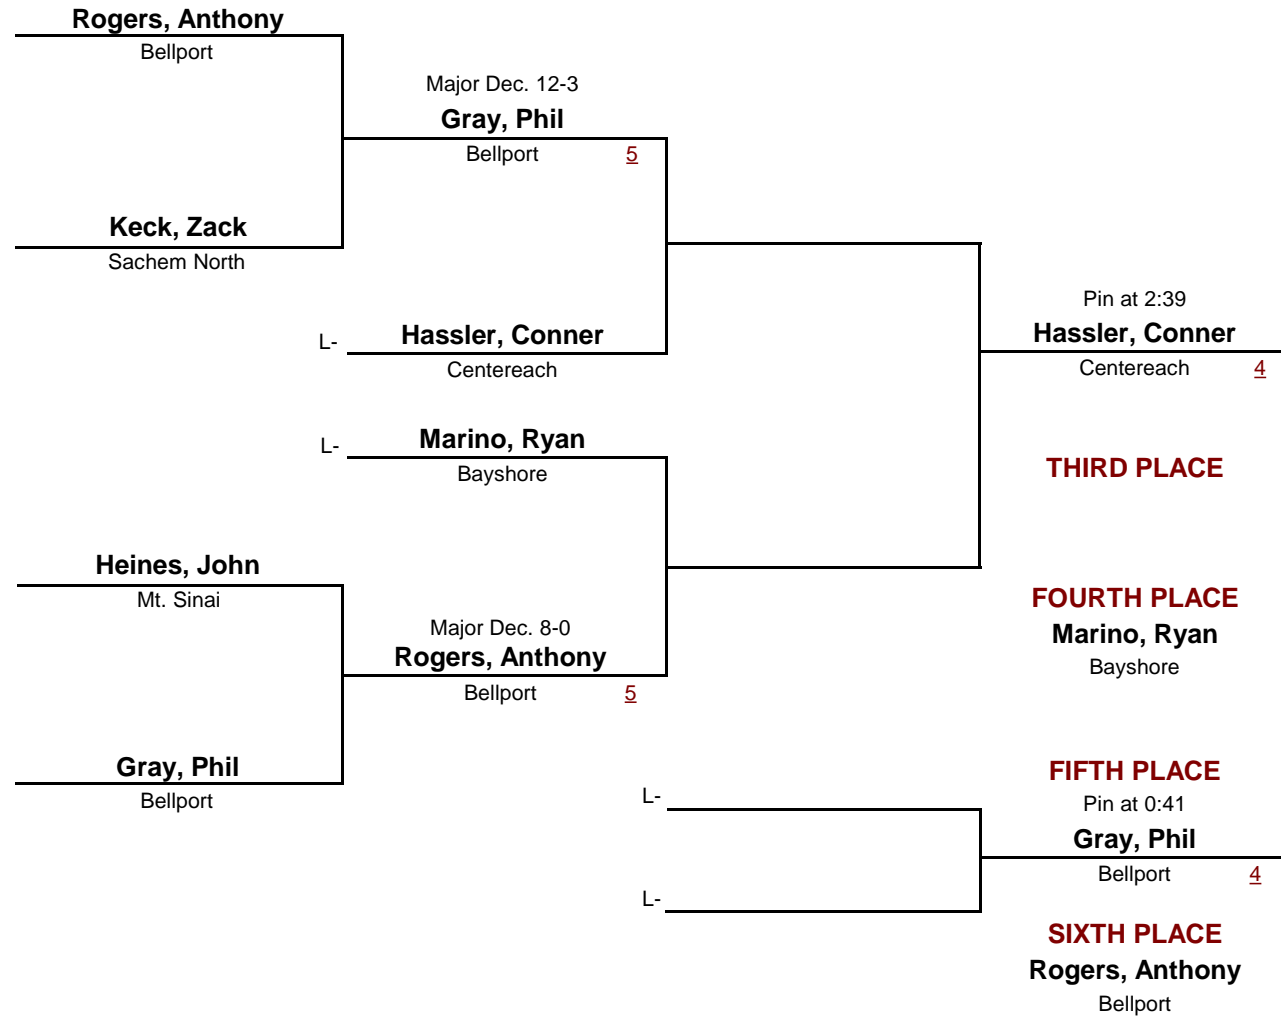 Rogers, Anthony
Bellport
Major Dec. 12-3
Gray, Phil
Bellport 5
Keck, Zack
Sachem North
L- Hassler, Conner
Centereach
Pin at 2:39
Hassler, Conner
Centereach 4
L- Marino, Ryan
Bayshore
THIRD PLACE
Heines, John
Mt. Sinai
FOURTH PLACE
Marino, Ryan
Bayshore
Major Dec. 8-0
Rogers, Anthony
Bellport 5
Gray, Phil
Bellport
FIFTH PLACE
L-
Pin at 0:41
Gray, Phil
Bellport 4
L-
SIXTH PLACE
Rogers, Anthony
Bellport